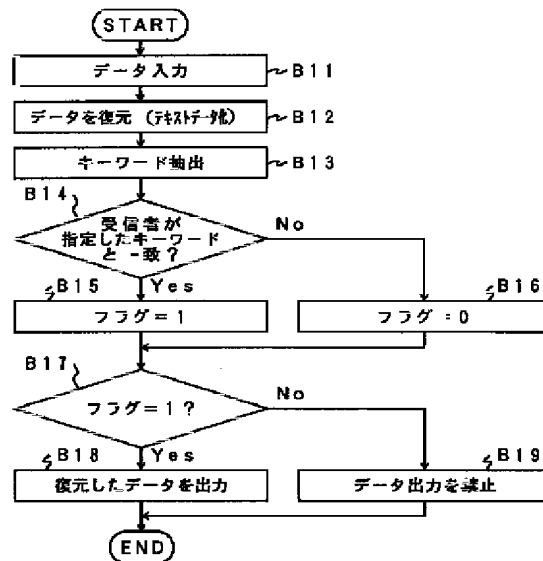 START
データ入力
B11
データを復元 (テキストデータ化)
B12
キーワード抽出
B13
B14
受信者が
指定したキーワード
と一致?
No
B15
Yes
B16
フラグ=1
フラグ=0
B17
フラグ=1?
No
B18
Yes
B19
復元したデータを出力
データ出力を禁止
END